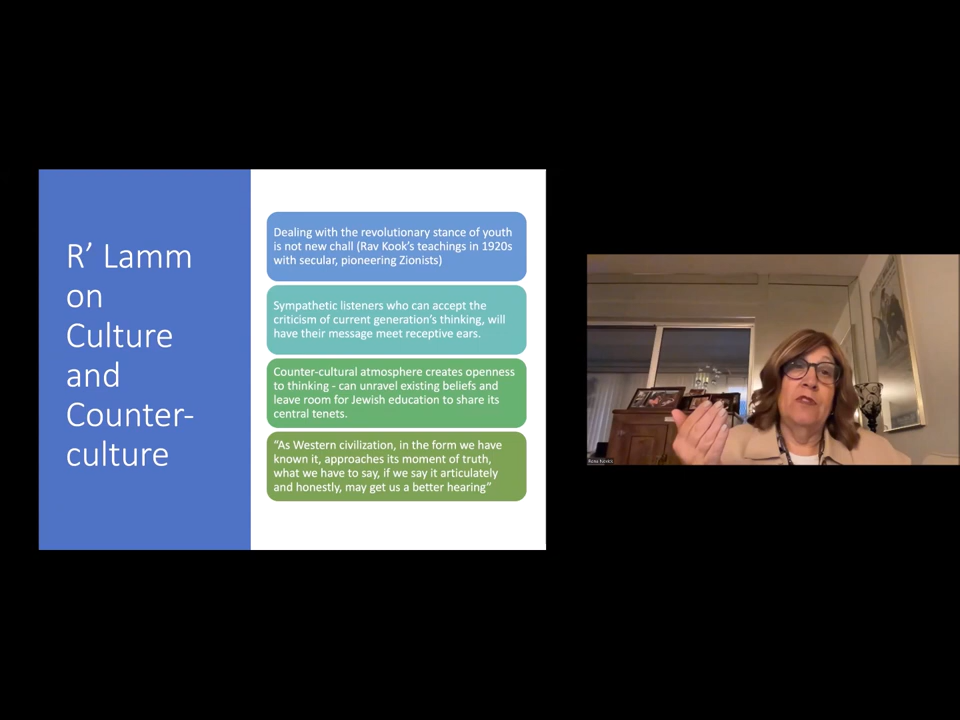 R’ Lamm
on
Culture
and
Counter-
culture
Dealing with the revolutionary stance of youth
is not new chall (Rav Kook’s teachings in 1920s
with secular, pioneering Zionists)
Sympathetic listeners who can accept the
criticism of current generation’s thinking, will
have their message meet receptive ears.
Counter-cultural atmosphere creates openness
to thinking - can unravel existing beliefs and
leave room for Jewish education to share its
central tenets.
“As Western civilization, in the form we have
known it, approaches its moment of truth,
what we have to say, if we say it articulately
and honestly, may get us a better hearing”